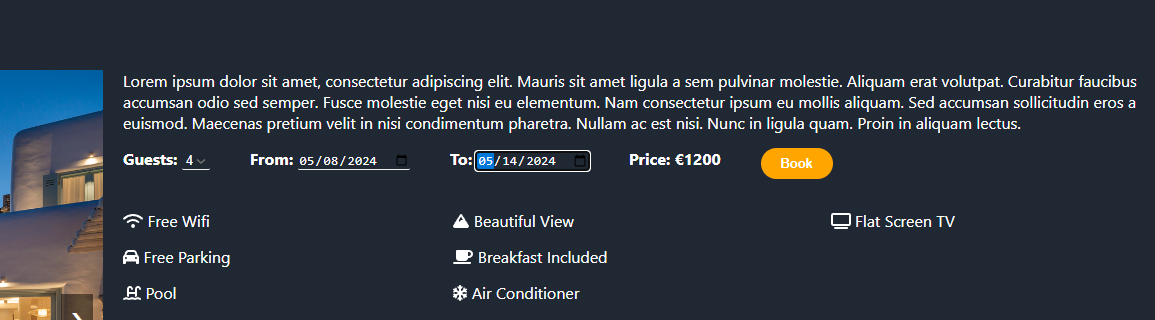 Lorem ipsum dolor sit amet, consectetur adipiscing elit. Mauris sit amet ligula a sem pulvinar molestie. Aliquam erat volutpat. Curabitur faucibus
accumsan odio sed semper. Fusce molestie eget nisi eu elementum. Nam consectetur ipsum eu mollis aliquam. Sed accumsan sollicitudin eros a
euismod. Maecenas pretium velit in nisi condimentum pharetra. Nullam ac est nisi. Nunc in ligula quam. Proin in aliquam lectus.
Guests: 4 From: 05/08/2024 To: 05/14/2024 Price: €1200 Book
Free Wifi Beautiful View Flat Screen TV
Free Parking Breakfast Included
Pool Air Conditioner